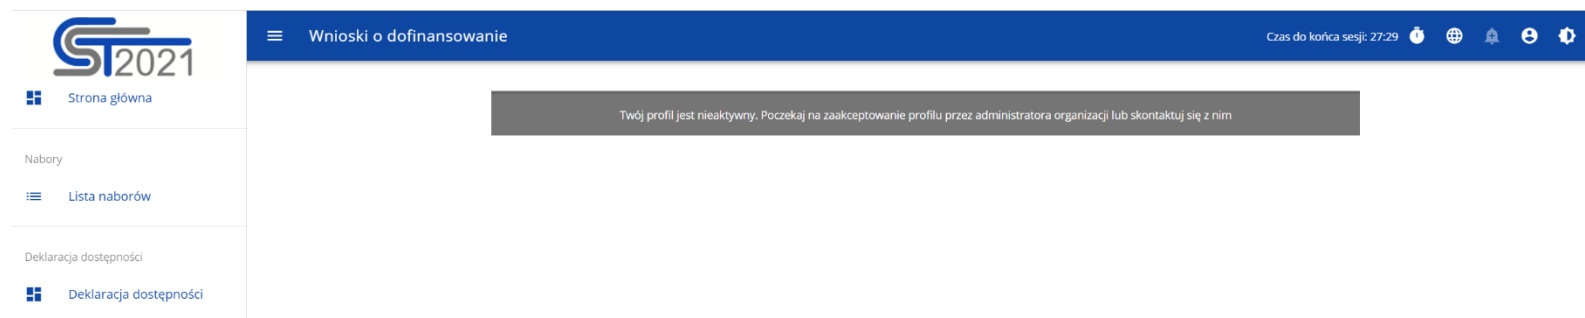 CST2021
Wnioski o dofinansowanie
Czas do końca sesji: 27:29
Strona główna
Twój profil jest nieaktywny. Poczekaj na zaakceptowanie profilu przez administratora organizacji lub skontaktuj się z nim
Nabory
Lista naborów
Deklaracja dostępności
Deklaracja dostępności